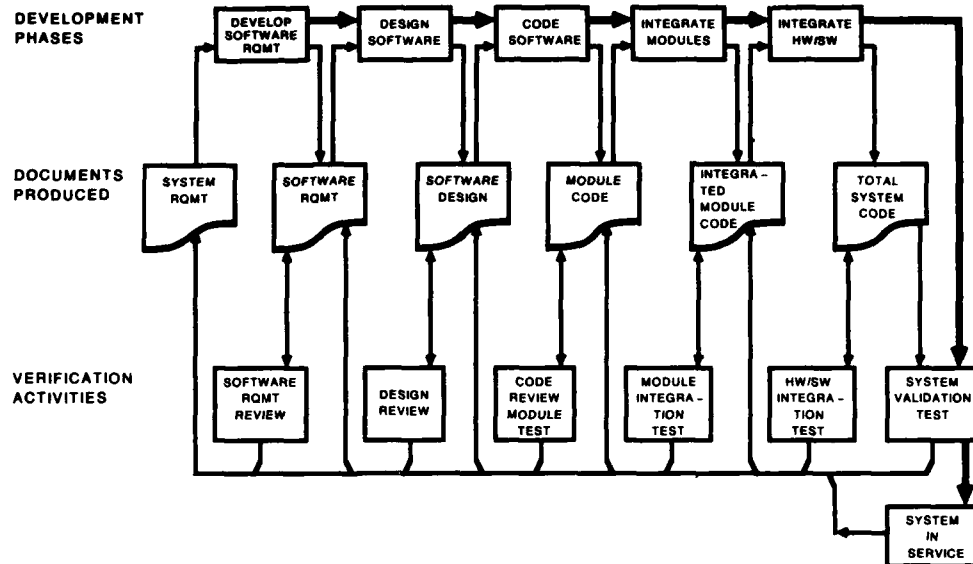 DEVELOPMENT
PHASES
DEVELOP
SOFTWARE
RQMT
DESIGN
SOFTWARE
CODE
SOFTWARE
INTEGRATE
MODULES
INTEGRATE
HW/SW
DOCUMENTS
PRODUCED
SYSTEM
RQMT
SOFTWARE
RQMT
SOFTWARE
DESIGN
MODULE
CODE
INTEGRA-
TED
MODULE
CODE
TOTAL
SYSTEM
CODE
VERIFICATION
ACTIVITIES
SOFTWARE
RQMT
REVIEW
DESIGN
REVIEW
CODE
REVIEW
MODULE
TEST
MODULE
INTEGRA-
TION
TEST
HW/SW
INTEGRA-
TION
TEST
SYSTEM
VALIDATION
TEST
SYSTEM
IN
SERVICE